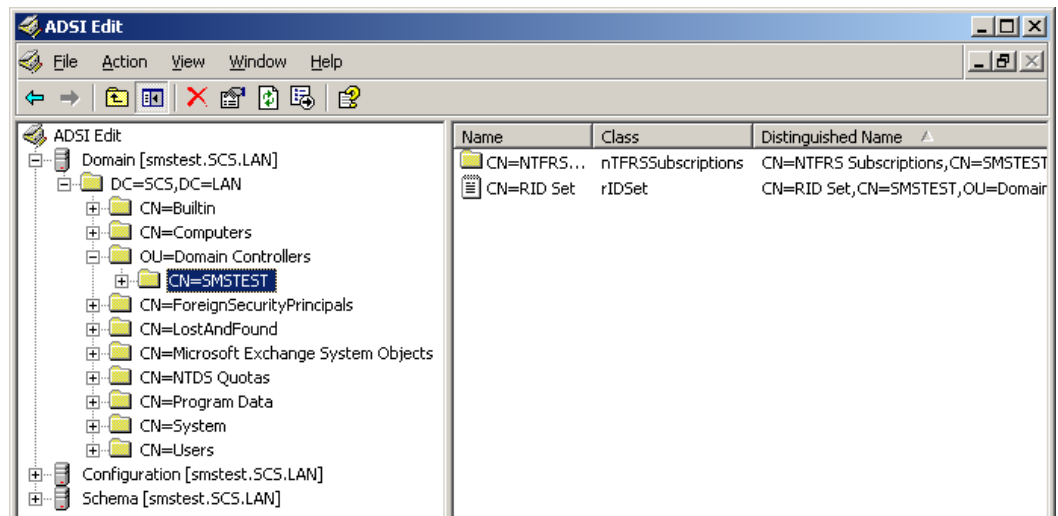 ADSI Edit
File Action View Window Help
ADSI Edit
Domain [smstest.SCS.LAN]
DC=SCS,DC=LAN
CN=Builtin
CN=Computers
OU=Domain Controllers
CN=SMSTEST
CN=ForeignSecurityPrincipals
CN=LostAndFound
CN=Microsoft Exchange System Objects
CN=NTDS Quotas
CN=Program Data
CN=System
CN=Users
Configuration [smstest.SCS.LAN]
Schema [smstest.SCS.LAN]
Name Class Distinguished Name
CN=NTFRS... nTFRSSubscriptions CN=NTFRS Subscriptions,CN=SMSTEST
CN=RID Set rIDSet CN=RID Set,CN=SMSTEST,OU=Domain